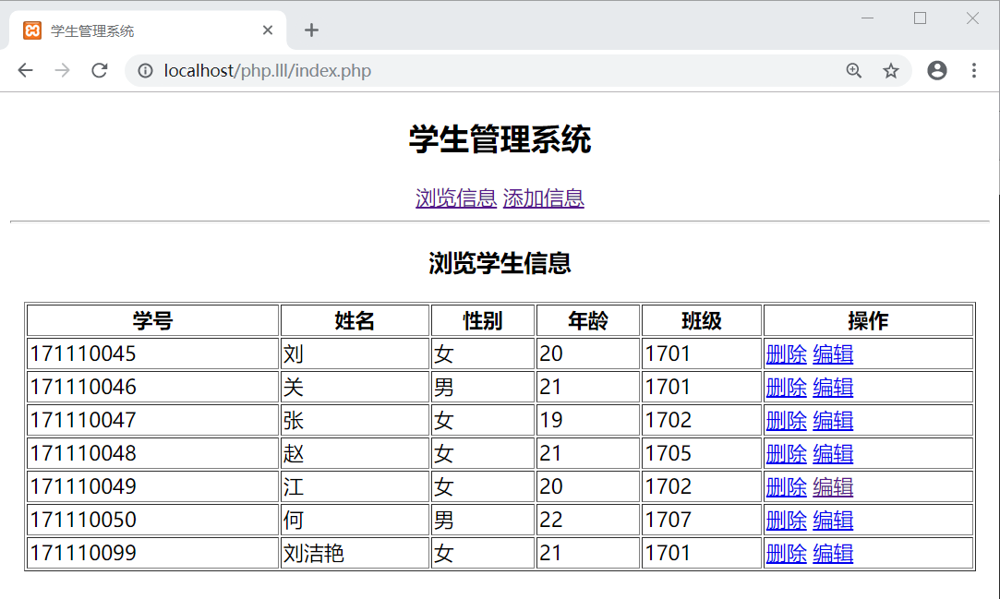 学生管理系统
localhost/php.lll/index.php
学生管理系统
浏览信息 添加信息
浏览学生信息
学号 姓名 性别 年龄 班级 操作
171110045 刘 女 20 1701 删除 编辑
171110046 关 男 21 1701 删除 编辑
171110047 张 女 19 1702 删除 编辑
171110048 赵 女 21 1705 删除 编辑
171110049 江 女 20 1702 删除 编辑
171110050 何 男 22 1707 删除 编辑
171110099 刘洁艳 女 21 1701 删除 编辑